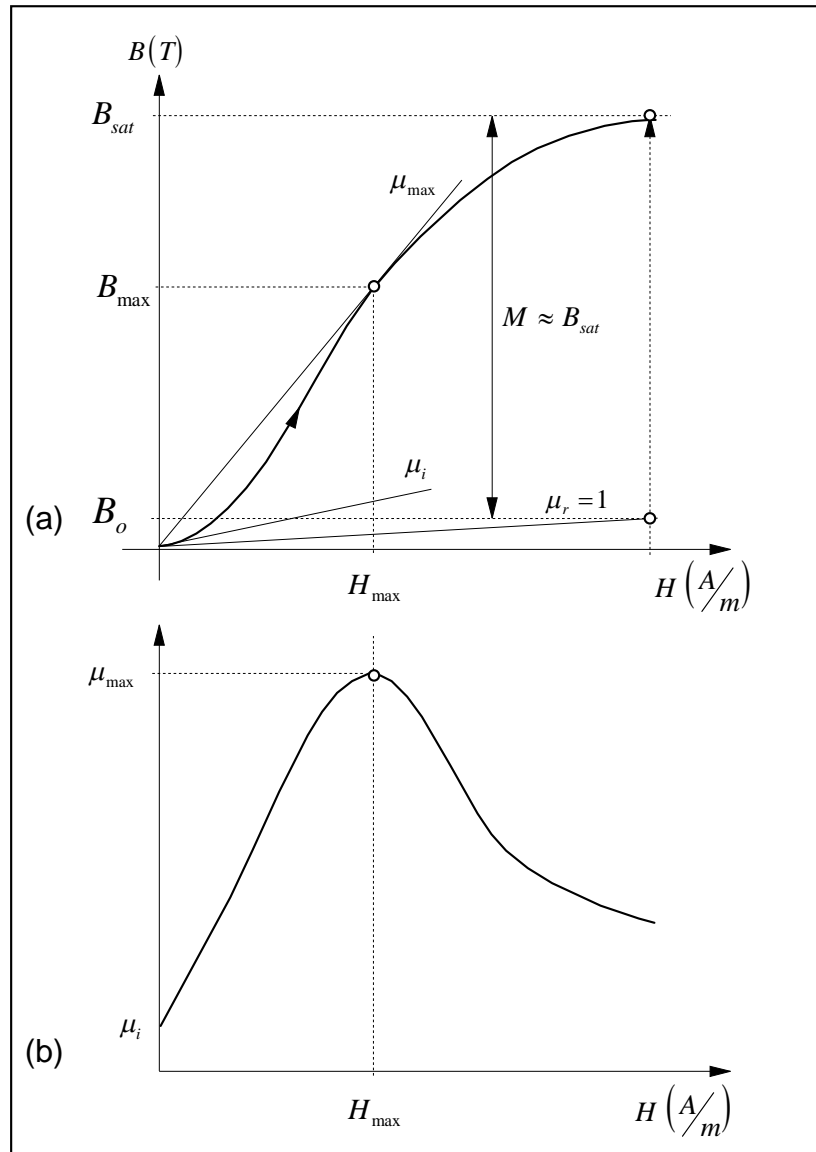 B(T)
B_sat
μ_max
B_max
M ≈ B_sat
μ_i
μ_r = 1
(a)
B_o
H_max
H (A/m)
μ_max
μ_i
(b)
H_max
H (A/m)